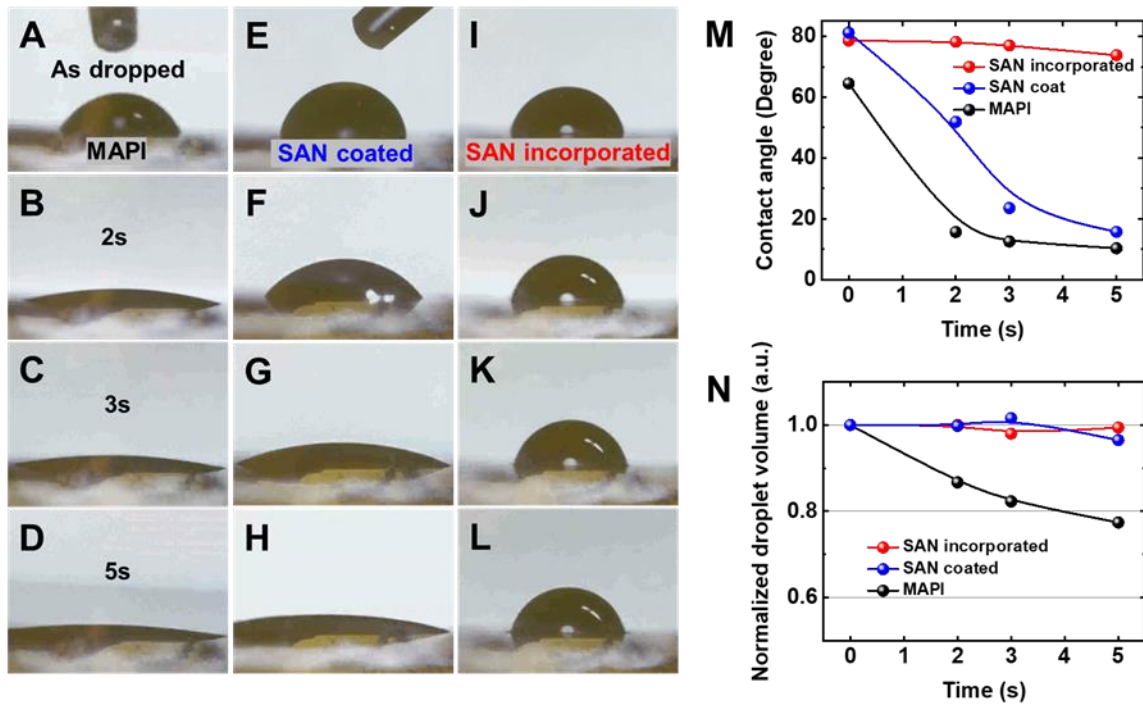 A
As dropped
MAPI
E
SAN coated
I
SAN incorporated
B
2s
F
J
C
3s
G
K
D
5s
H
L
M
Contact angle (Degree)
80
60
40
20
0
SAN incorporated
SAN coat
MAPI
0 1 2 3 4 5
Time (s)
N
Normalized droplet volume (a.u.)
1.0
0.8
0.6
SAN incorporated
SAN coated
MAPI
0 1 2 3 4 5
Time (s)